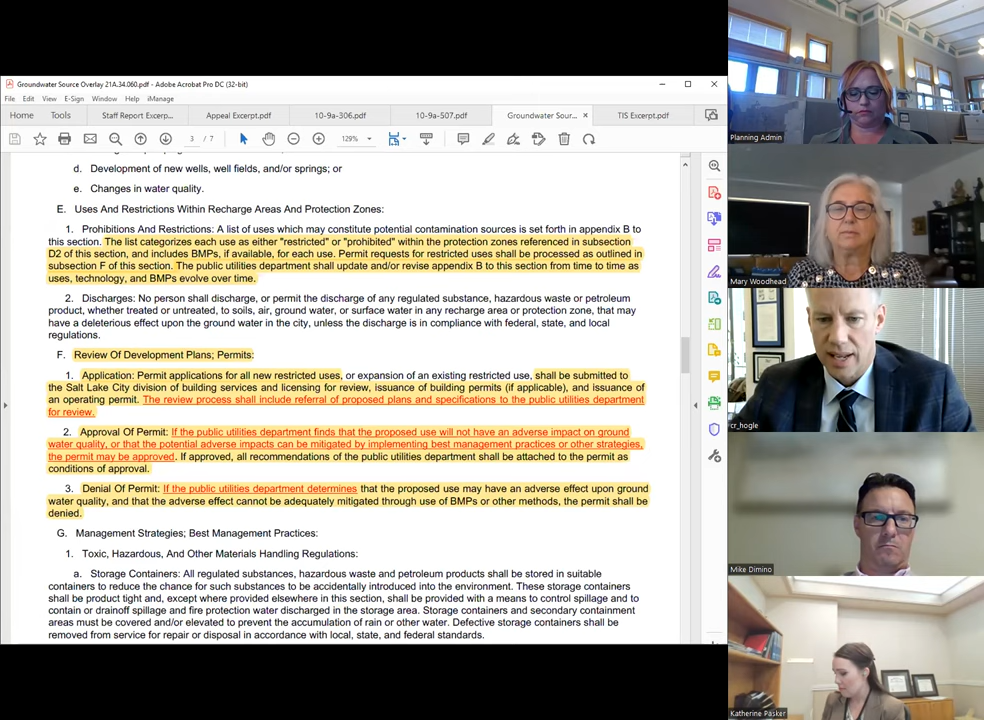 Groundwater Source Overlay 21A.34.060.pdf - Adobe Acrobat Pro DC (32-bit)
File Edit View E-Sign Window Help iManage
Home Tools Staff Report Excerp... Appeal Excerpt.pdf 10-9a-306.pdf 10-9a-507.pdf Groundwater Sour... × TIS Excerpt.pdf
3 / 7 129%
d. Development of new wells, well fields, and/or springs; or
e. Changes in water quality.
E. Uses And Restrictions Within Recharge Areas And Protection Zones:
1. Prohibitions And Restrictions: A list of uses which may constitute potential contamination sources is set forth in appendix B to
this section. The list categorizes each use as either "restricted" or "prohibited" within the protection zones referenced in subsection
D2 of this section, and includes BMPs, if available, for each use. Permit requests for restricted uses shall be processed as outlined in
subsection F of this section. The public utilities department shall update and/or revise appendix B to this section from time to time as
uses, technology, and BMPs evolve over time.
2. Discharges: No person shall discharge, or permit the discharge of any regulated substance, hazardous waste or petroleum
product, whether treated or untreated, to soils, air, ground water, or surface water in any recharge area or protection zone, that may
have a deleterious effect upon the ground water in the city, unless the discharge is in compliance with federal, state, and local
regulations.
F. Review Of Development Plans; Permits:
1. Application: Permit applications for all new restricted uses, or expansion of an existing restricted use, shall be submitted to
the Salt Lake City division of building services and licensing for review, issuance of building permits (if applicable), and issuance of
an operating permit. The review process shall include referral of proposed plans and specifications to the public utilities department
for review.
2. Approval Of Permit: If the public utilities department finds that the proposed use will not have an adverse impact on ground
water quality, or that the potential adverse impacts can be mitigated by implementing best management practices or other strategies,
the permit may be approved. If approved, all recommendations of the public utilities department shall be attached to the permit as
conditions of approval.
3. Denial Of Permit: If the public utilities department determines that the proposed use may have an adverse effect upon ground
water quality, and that the adverse effect cannot be adequately mitigated through use of BMPs or other methods, the permit shall be
denied.
G. Management Strategies; Best Management Practices:
1. Toxic, Hazardous, And Other Materials Handling Regulations:
a. Storage Containers: All regulated substances, hazardous waste and petroleum products shall be stored in suitable
containers to reduce the chance for such substances to be accidentally introduced into the environment. These storage containers
shall be product tight and, except where provided elsewhere in this section, shall be provided with a means to control spillage and to
contain or drainoff spillage and fire protection water discharged in the storage area. Storage containers and secondary containment
areas must be covered and/or elevated to prevent the accumulation of rain or other water. Defective storage containers shall be
removed from service for repair or disposal in accordance with local, state, and federal standards.
Planning Admin
Mary Woodhead
cr_hogle
Mike Dimino
Katherine Pasker